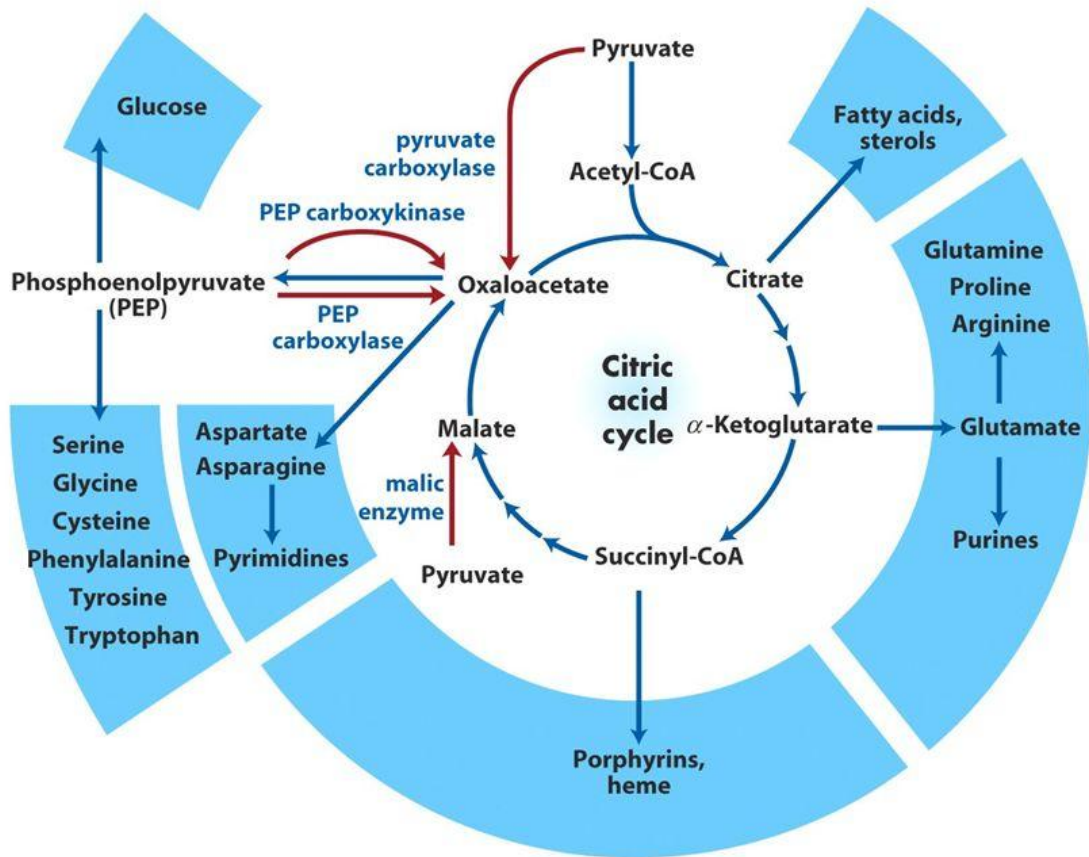 Pyruvate
Glucose
Fatty acids,
sterols
pyruvate
carboxylase
Acetyl-CoA
PEP carboxykinase
Glutamine
Phosphoenolpyruvate
(PEP)
Oxaloacetate
Citrate
Proline
Arginine
PEP
carboxylase
Citric
acid
cycle
Malate
α-Ketoglutarate
Glutamate
Serine
Glycine
Cysteine
Phenylalanine
Tyrosine
Tryptophan
Aspartate
Asparagine
Pyrimidines
malic
enzyme
Pyruvate
Succinyl-CoA
Purines
Porphyrins,
heme